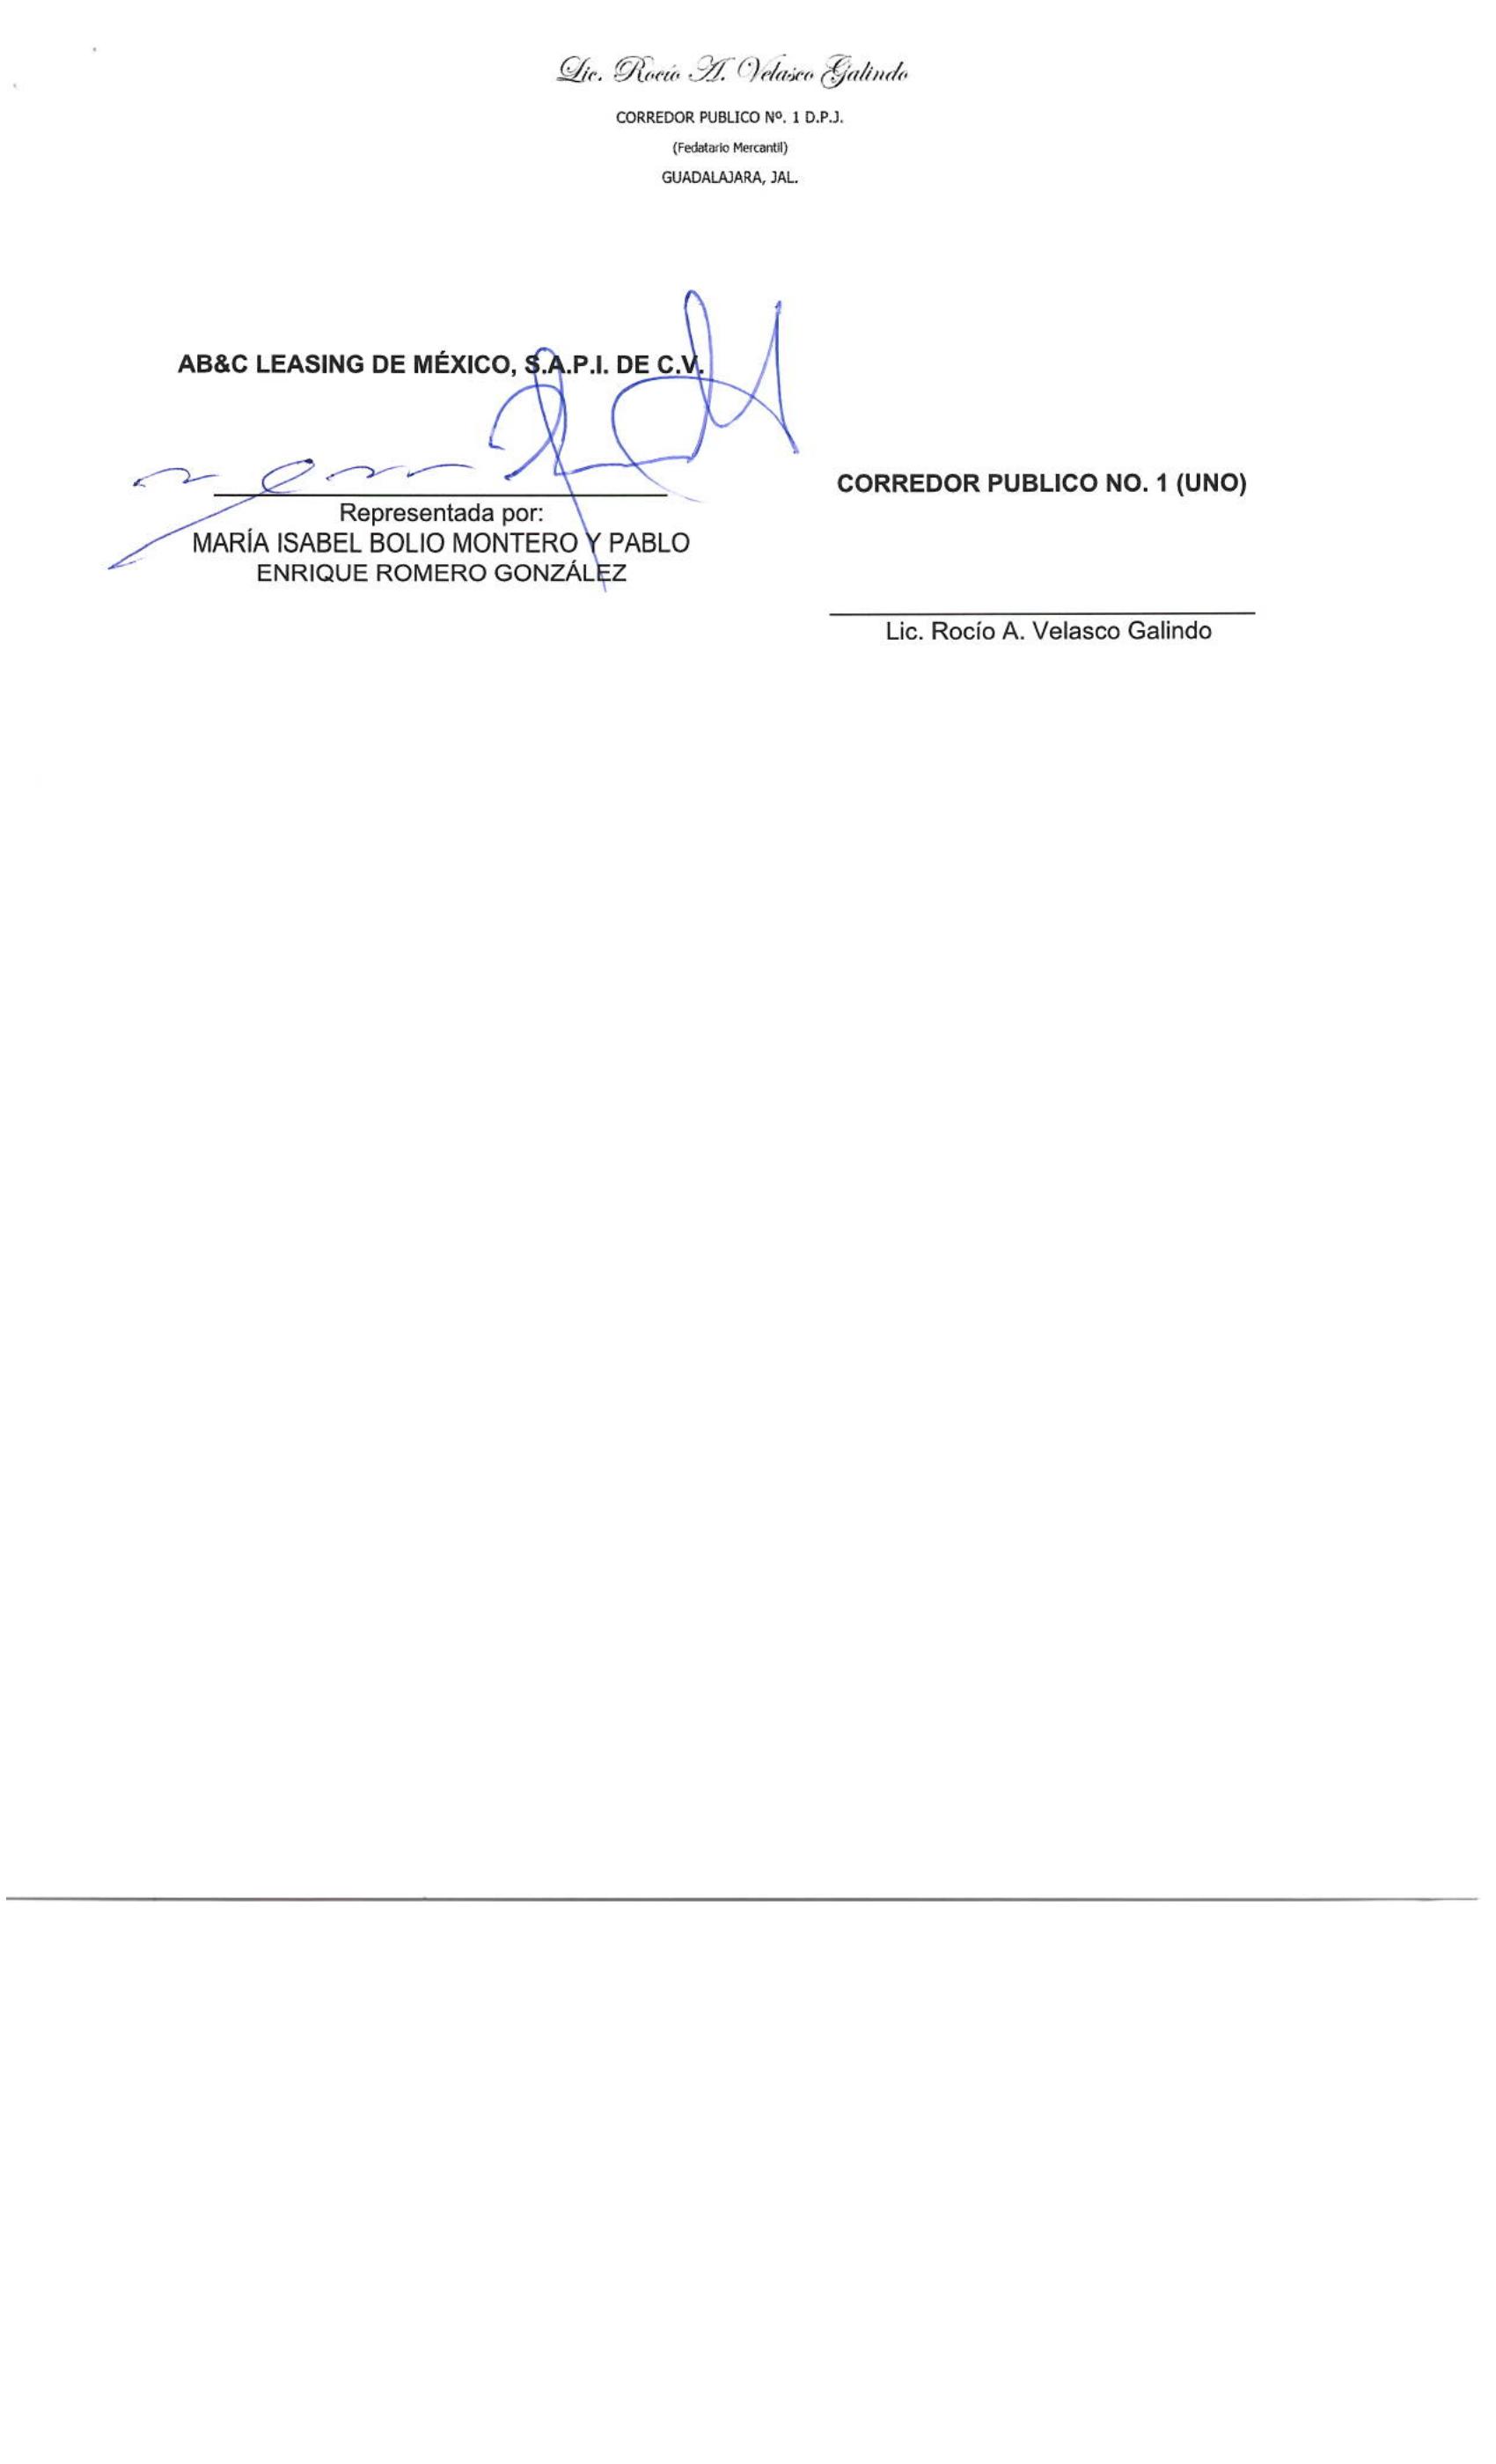 Lic. Rocío A. Velasco Galindo
CORREDOR PUBLICO Nº. 1 D.P.J.
(Fedatario Mercantil)
GUADALAJARA, JAL.
AB&C LEASING DE MÉXICO, S.A.P.I. DE C.V.
Representada por:
MARÍA ISABEL BOLIO MONTERO Y PABLO
ENRIQUE ROMERO GONZÁLEZ
CORREDOR PUBLICO NO. 1 (UNO)
Lic. Rocío A. Velasco Galindo